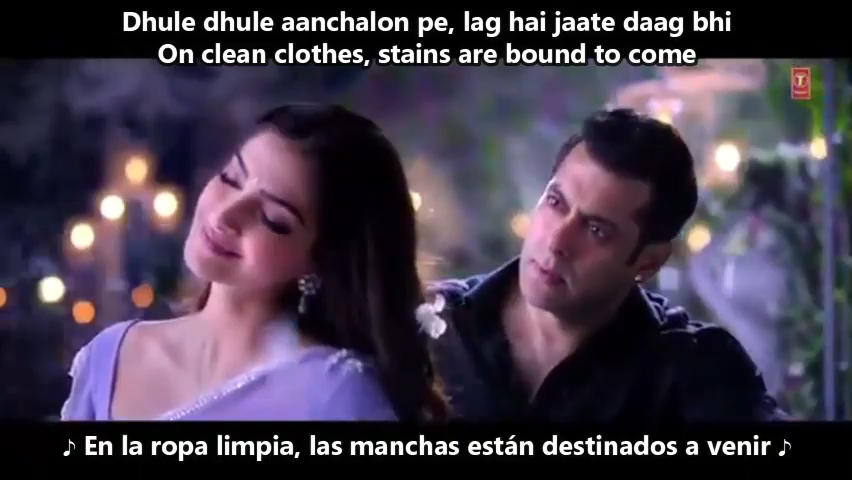 Dhule dhule aanchalon pe, lag hai jaate daag bhi
On clean clothes, stains are bound to come
T
♪ En la ropa limpia, las manchas están destinados a venir ♪